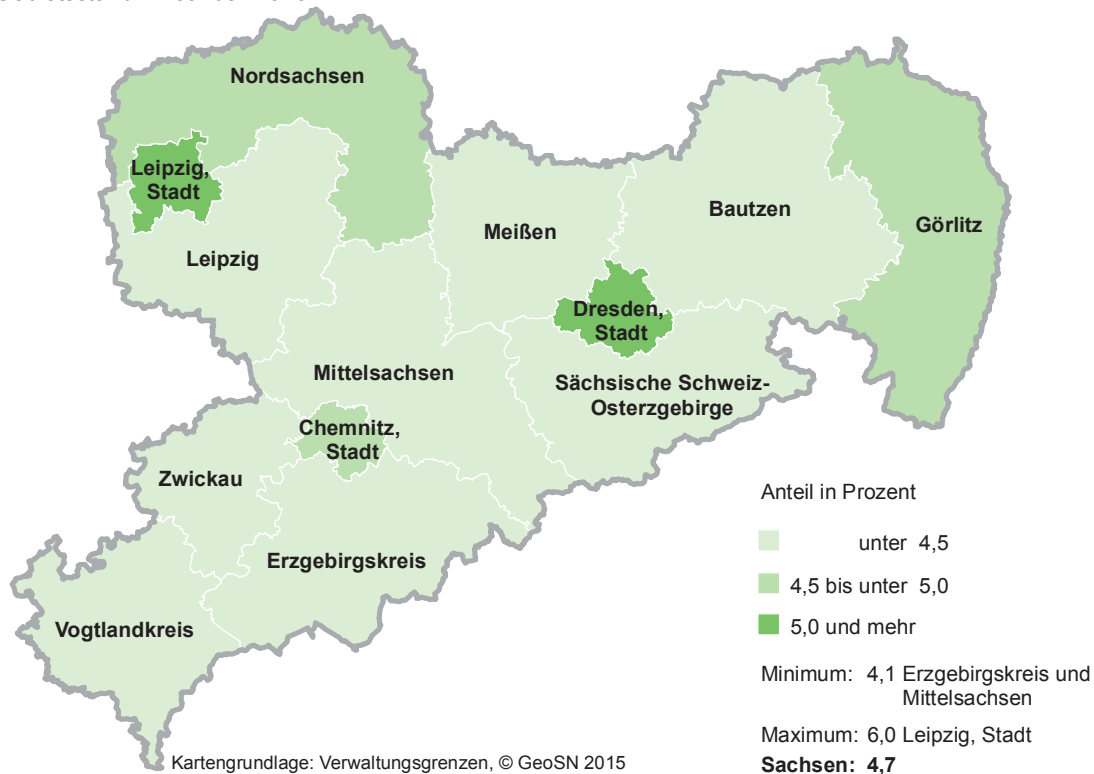 Nordsachsen
Leipzig,
Stadt
Leipzig
Meißen
Bautzen
Görlitz
Dresden,
Stadt
Mittelsachsen
Sächsische Schweiz-
Osterzgebirge
Chemnitz,
Stadt
Zwickau
Erzgebirgskreis
Vogtlandkreis
Anteil in Prozent
unter 4,5
4,5 bis unter 5,0
5,0 und mehr
Minimum: 4,1 Erzgebirgskreis und
Mittelsachsen
Maximum: 6,0 Leipzig, Stadt
Sachsen: 4,7
Kartengrundlage: Verwaltungsgrenzen, © GeoSN 2015